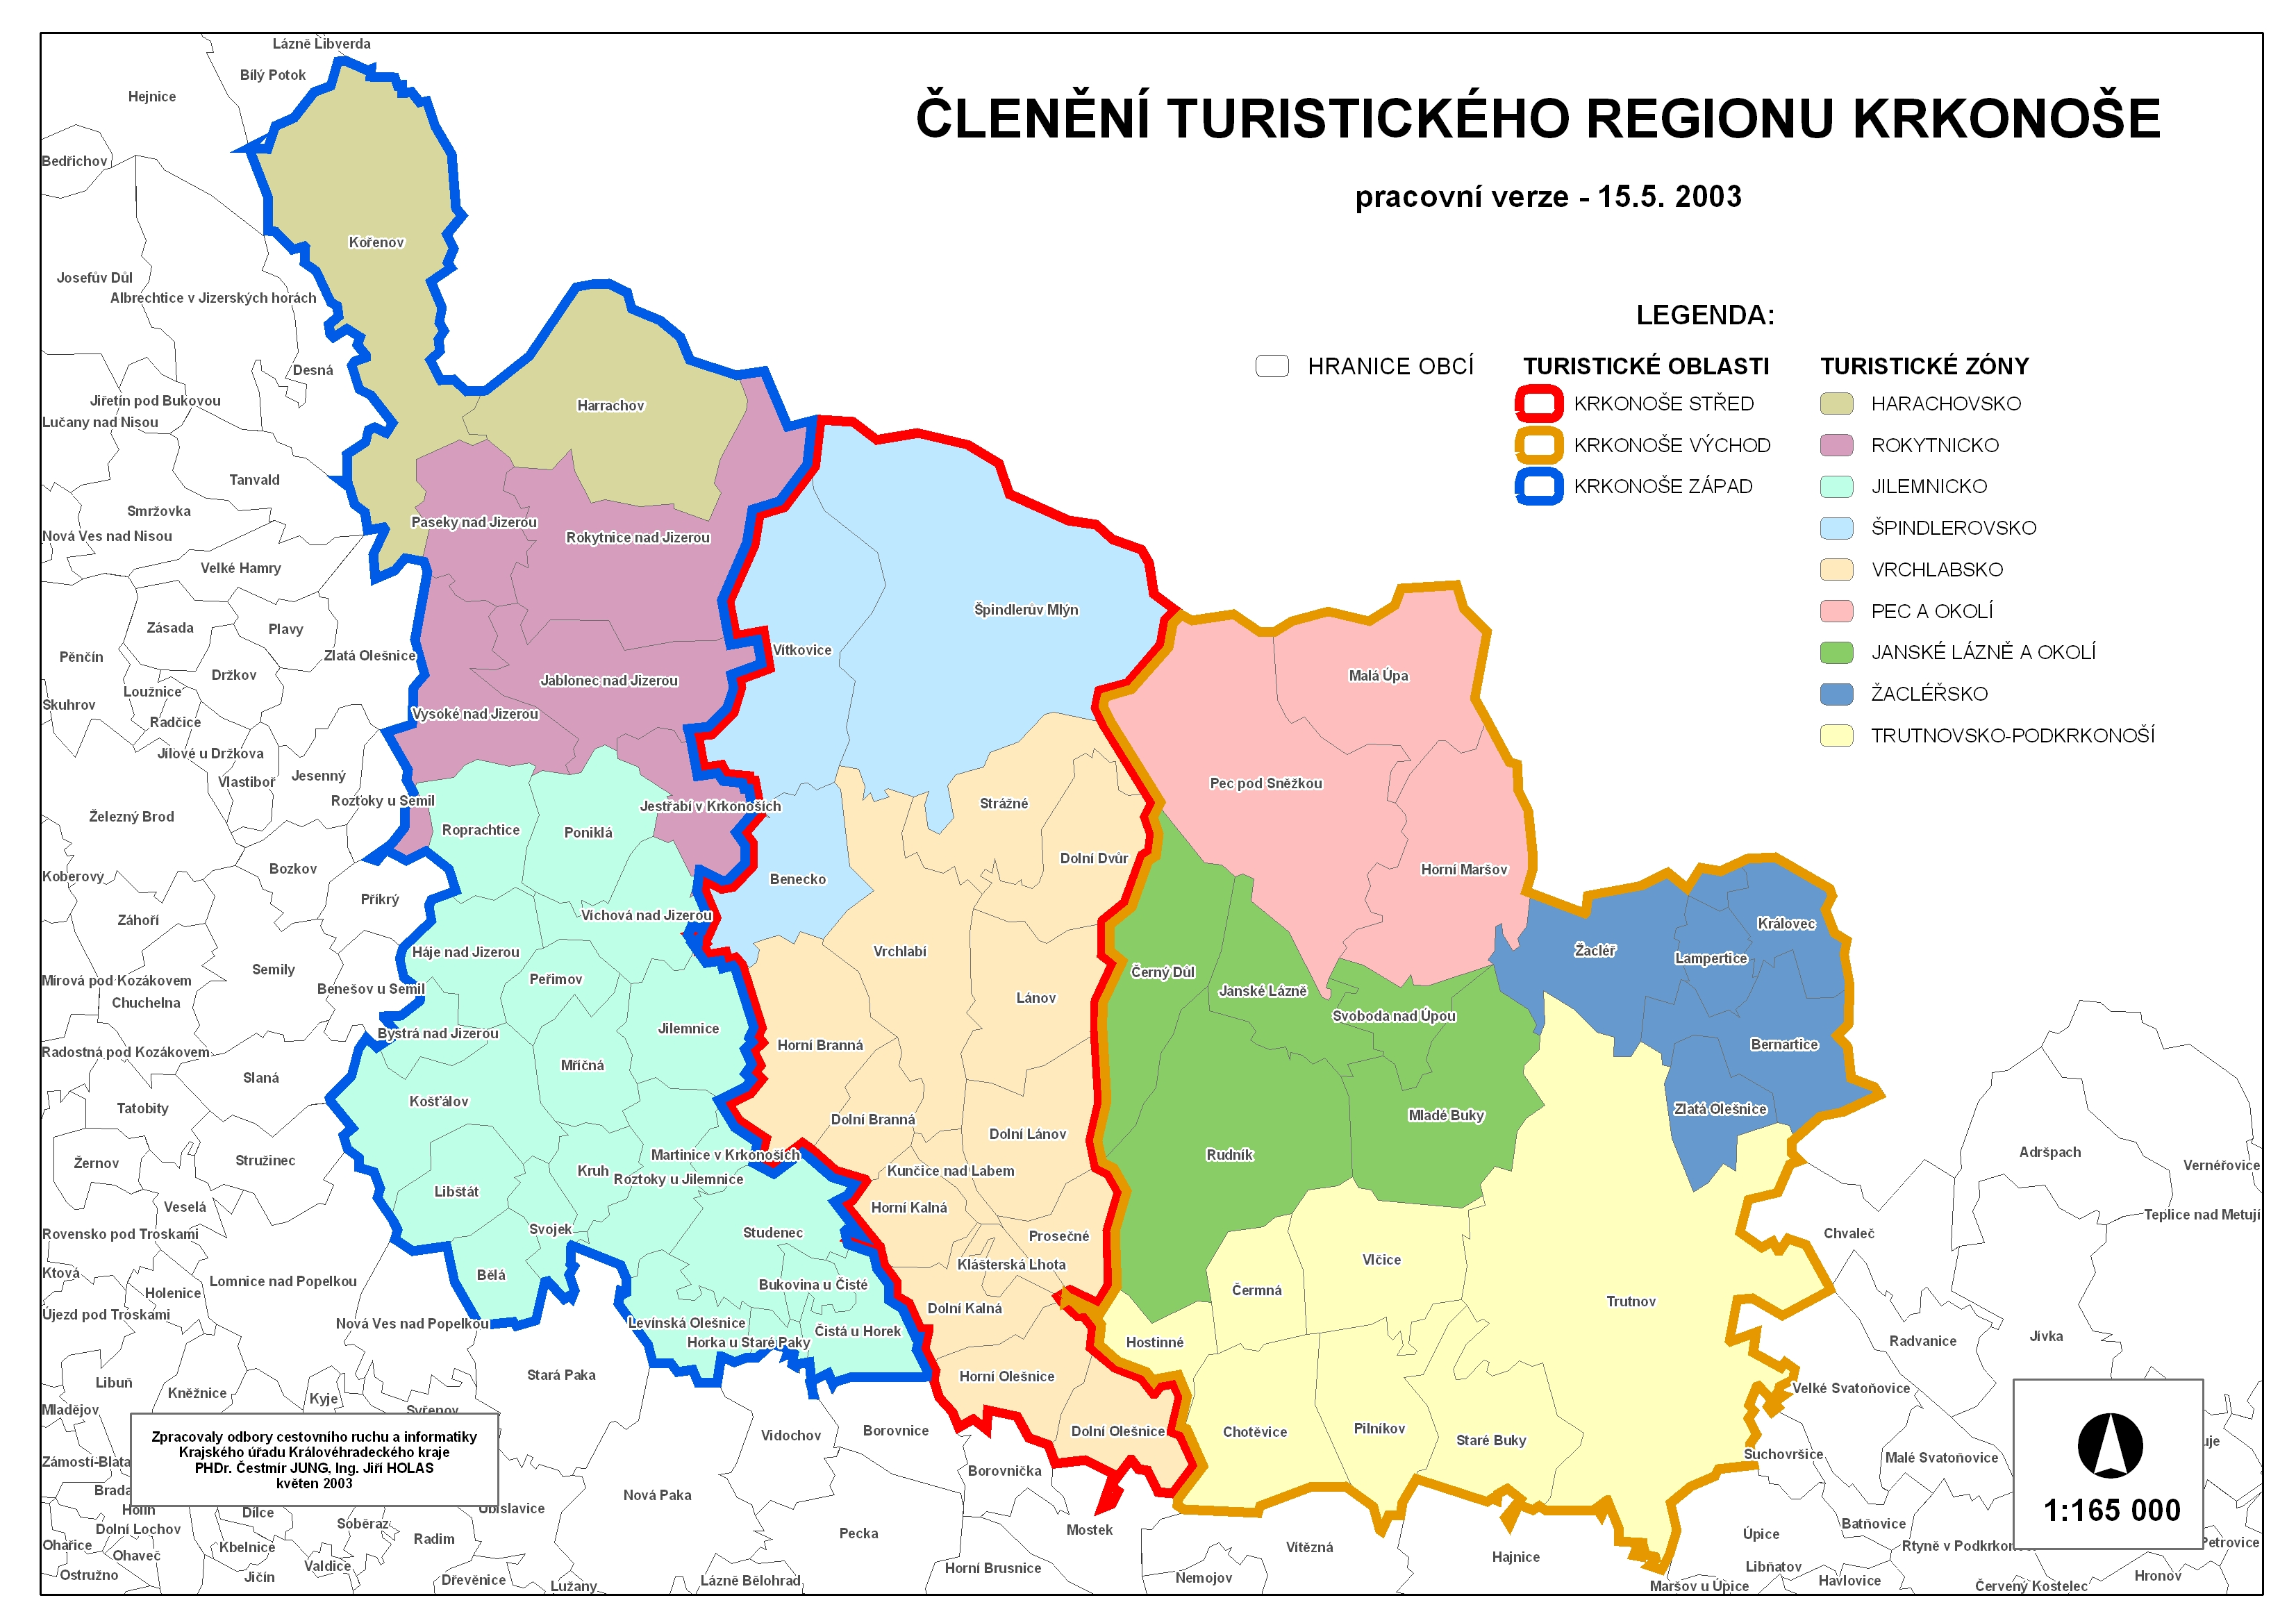 ČLENĚNÍ TURISTICKÉHO REGIONU KRKONOŠE
pracovní verze - 15.5. 2003
LEGENDA:
HRANICE OBCÍ
TURISTICKÉ OBLASTI
KRKONOŠE STŘED
KRKONOŠE VÝCHOD
KRKONOŠE ZÁPAD
TURISTICKÉ ZÓNY
HARACHOVSKO
ROKYTNICKO
JILEMNICKO
ŠPINDLEROVSKO
VRCHLABSKO
PEC A OKOLÍ
JANSKÉ LÁZNĚ A OKOLÍ
ŽACLÉŘSKO
TRUTNOVSKO-PODKRKONOŠÍ
Lázně Libverda
Bílý Potok
Hejnice
Bedřichov
Kořenov
Josefův Důl
Albrechtice v Jizerských horách
Desná
Jiřetín pod Bukovou
Lučany nad Nisou
Harrachov
Tanvald
Smržovka
Nová Ves nad Nisou
Paseky nad Jizerou
Rokytnice nad Jizerou
Velké Hamry
Zásada
Plavy
Pěnčín
Zlatá Olešnice
Držkov
Loužnice
Skuhrov
Radčice
Jílové u Držkova
Vlastiboř
Jesenný
Špindlerův Mlýn
Vítkovice
Jablonec nad Jizerou
Vysoké nad Jizerou
Malá Úpa
Pec pod Sněžkou
Roztoky u Semil
Železný Brod
Roprachtice
Poniklá
Jestřabí v Krkonoších
Strážné
Dolní Dvůr
Horní Maršov
Bozkov
Koberovy
Příkrý
Benecko
Záhoří
Víchová nad Jizerou
Háje nad Jizerou
Vrchlabí
Královec
Žacléř
Lampertice
Semily
Mírová pod Kozákovem
Chuchelna
Benešov u Semil
Peřimov
Černý Důl
Janské Lázně
Lánov
Svoboda nad Úpou
Jilemnice
Bystrá nad Jizerou
Horní Branná
Bernartice
Radostná pod Kozákovem
Slaná
Mříčná
Košťálov
Tatobity
Dolní Branná
Dolní Lánov
Mladé Buky
Zlatá Olešnice
Žernov
Stružinec
Martinice v Krkonoších
Rudník
Adršpach
Vernéřovice
Kruh
Roztoky u Jilemnice
Kunčice nad Labem
Libštát
Veselá
Horní Kalná
Teplice nad Metují
Rovensko pod Troskami
Svojek
Studenec
Prosečné
Chvaleč
Ktová
Bělá
Klášterská Lhota
Vlčice
Lomnice nad Popelkou
Holenice
Bukovina u Čisté
Čermná
Trutnov
Újezd pod Troskami
Dolní Kalná
Nová Ves nad Popelkou
Levínská Olešnice
Čistá u Horek
Horka u Staré Paky
Hostinné
Radvanice
Jívka
Libuň
Kněžnice
Kyje
Stará Paka
Horní Olešnice
Velké Svatoňovice
Mladějov
Syřenov
Vidochov
Borovnice
Dolní Olešnice
Chotěvice
Pilníkov
Staré Buky
Suchovršice
Malé Svatoňovice
Zámostí-Blata
Borovnička
Brada
Holín
Dílce
Úbislavice
Nová Paka
Dolní Lochov
Soběraz
Radim
Pecka
Mostek
Úpice
Batňovice
Ohařice
Ohaveč
Kbelnice
Valdice
Vítězná
Hajnice
Petrovice
Ostružno
Jičín
Dřevěnice
Lužany
Lázně Bělohrad
Horní Brusnice
Nemojov
Maršov u Úpice
Libňatov
Havlovice
Červený Kostelec
Hronov
Zpracovaly odbory cestovního ruchu a informatiky
Krajského úřadu Královéhradeckého kraje
PHDr. Čestmír JUNG, Ing. Jiří HOLAS
květen 2003
1:165 000